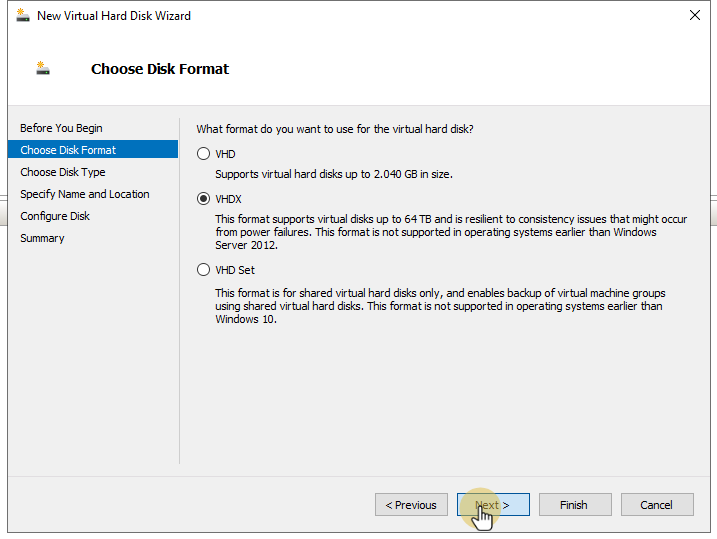 New Virtual Hard Disk Wizard
Choose Disk Format
Before You Begin
Choose Disk Format
Choose Disk Type
Specify Name and Location
Configure Disk
Summary
What format do you want to use for the virtual hard disk?
VHD
Supports virtual hard disks up to 2.040 GB in size.
VHDX
This format supports virtual disks up to 64 TB and is resilient to consistency issues that might occur
from power failures. This format is not supported in operating systems earlier than Windows
Server 2012.
VHD Set
This format is for shared virtual hard disks only, and enables backup of virtual machine groups
using shared virtual hard disks. This format is not supported in operating systems earlier than
Windows 10.
< Previous
Next >
Finish
Cancel